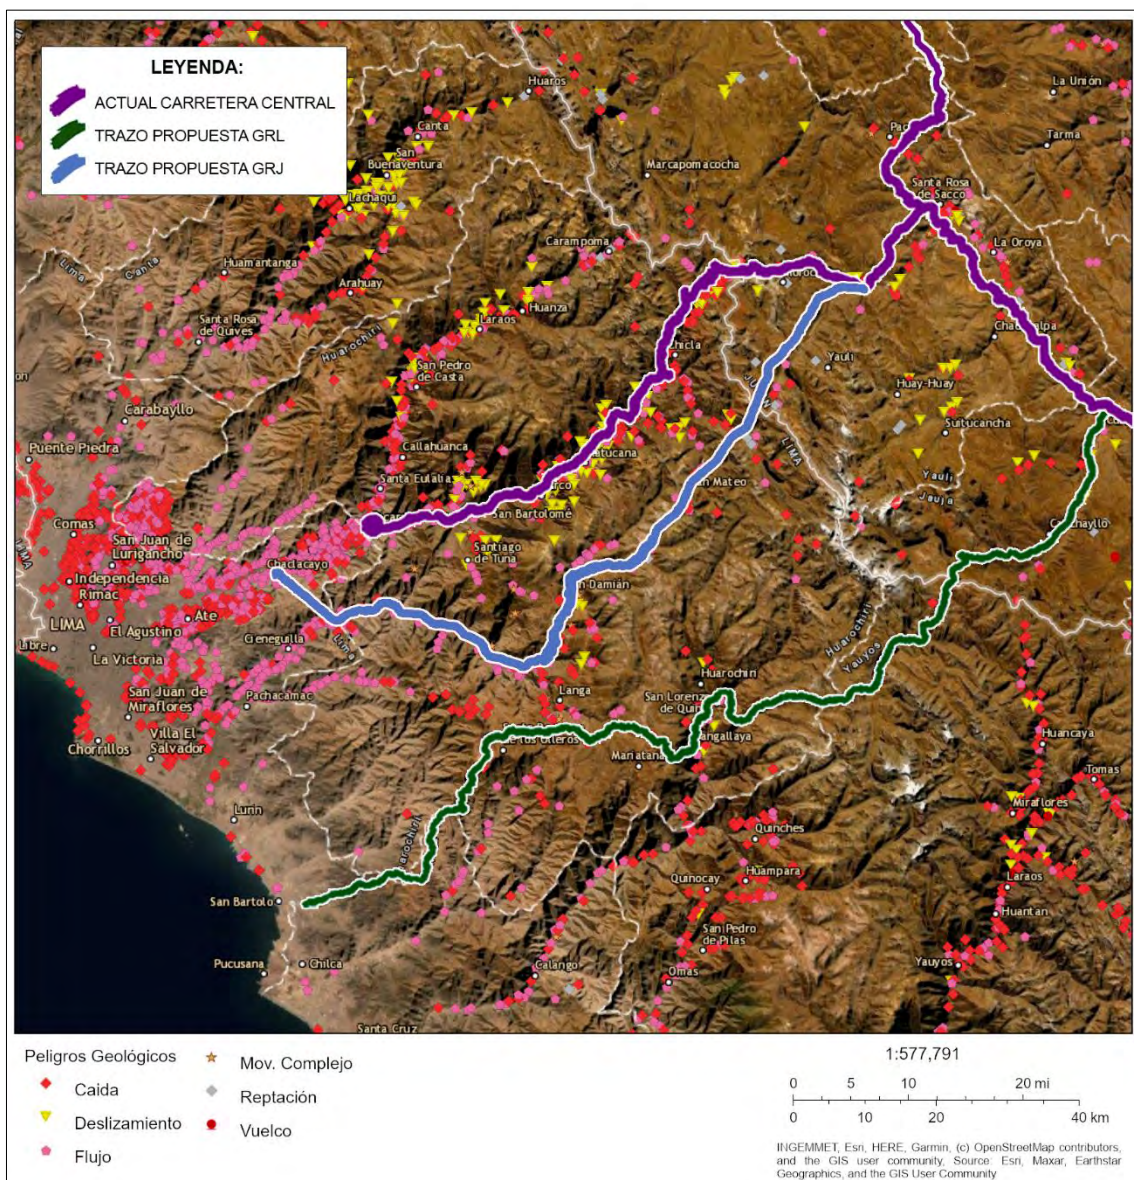 LEYENDA:
ACTUAL CARRETERA CENTRAL
TRAZO PROPUESTA GRL
TRAZO PROPUESTA GRJ
Huaros
La Unión
Canta
Tarma
San
Buenaventura
Marcapomacocha
Lachaqui
Santa Rosa
de Sacco
Carampoma
La Oroya
Lima
Canta
Huamantanga
Arahuay
Huanza
Santa Rosa
de Quives
Laraos
Huarochirí
Chicla
San Pedro
de Casta
Yauli
Huay-Huay
Carabayllo
Suitucancha
LIMA
Puente Piedra
Callahuanca
Santa Eulalia
San Mateo
Yauli
Jauja
San Bartolomé
Comas
San Juan de
Lurigancho
Santiago
de Tuna
Chaclacayo
Independencia
Rimac
LIMA
Ate
El Agustino
Cieneguilla
Lima
Huarochirí
Yauyos
La Victoria
San Juan de
Miraflores
Pachacamac
Langa
Huarochirí
San Lorenzo
de Quin
Chorrillos
Villa El
Salvador
Huancaya
Mariatana
Tomas
Miraflores
Lurin
Quinches
Huampara
Quinocay
Laraos
San Bartolo
Huantan
San Pedro
de Pilas
Pucusana
Chilca
Calango
Omas
Yauyos
Santa Cruz
Peligros Geológicos
Caida
Deslizamiento
Flujo
Mov. Complejo
Reptación
Vuelco
1:577,791
0 5 10 20 mi
0 10 20 40 km
INGEMMET, Esri, HERE, Garmin, (c) OpenStreetMap contributors,
and the GIS user community, Source: Esri, Maxar, Earthstar
Geographics, and the GIS User Community